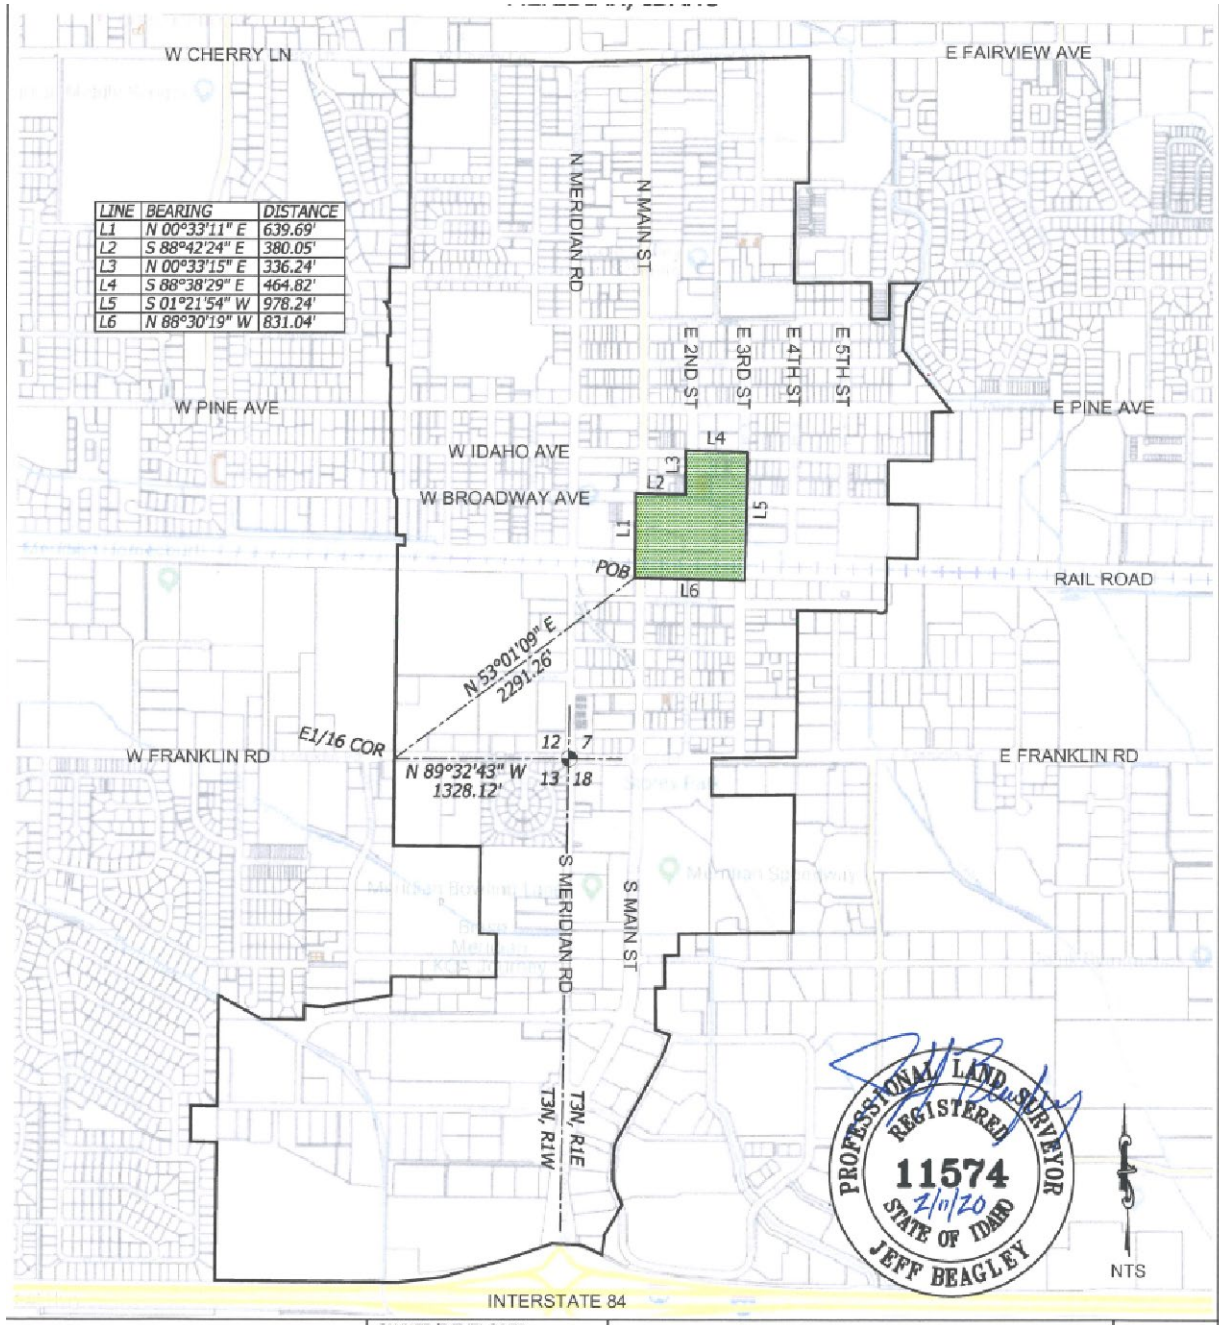 W CHERRY LN
E FAIRVIEW AVE
N MERIDIAN RD
N MAIN ST
LINE BEARING DISTANCE
L1 N 00°33'11" E 639.69'
L2 S 88°42'24" E 380.05'
L3 N 00°33'15" E 336.24'
L4 S 88°38'29" E 464.82'
L5 S 01°21'54" W 978.24'
L6 N 88°30'19" W 831.04'
E 2ND ST
E 3RD ST
E 4TH ST
E 5TH ST
W PINE AVE
E PINE AVE
W IDAHO AVE
L4
L3
L2
W BROADWAY AVE
L1
L5
POB
L6
RAIL ROAD
N 53°01'09" E
2291.26'
E1/16 COR
12 7
13 18
W FRANKLIN RD
E FRANKLIN RD
N 89°32'43" W
1328.12'
Meridian Speedway
S MERIDIAN RD
S MAIN ST
T3N, R1E
T3N, R1W
PROFESSIONAL LAND SURVEYOR
REGISTERED
11574
2/11/20
STATE OF IDAHO
JEFF BEAGLEY
NTS
INTERSTATE 84